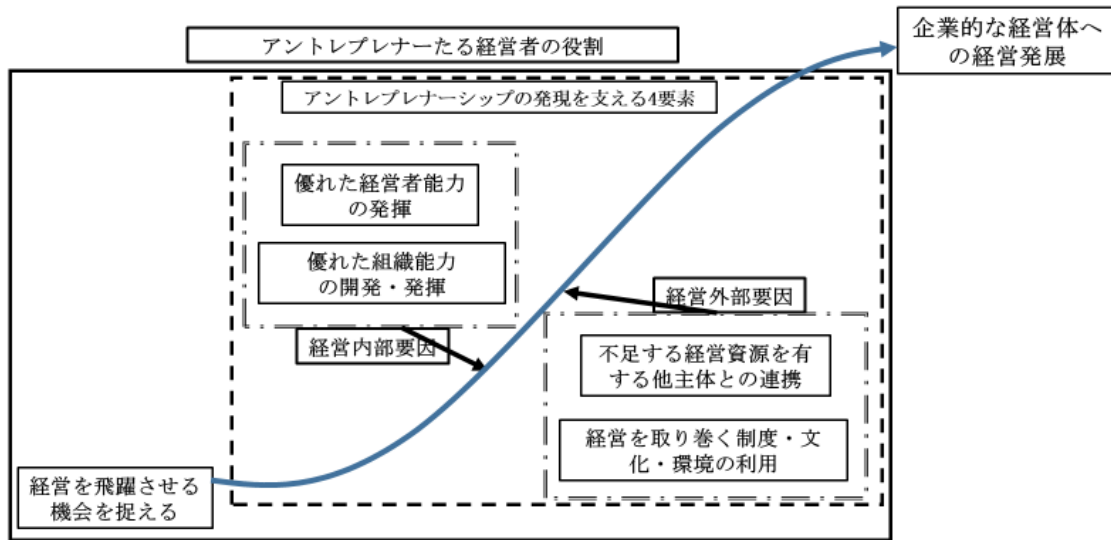 アントレプレナーたる経営者の役割
企業的な経営体へ
の経営発展
アントレプレナーシップの発現を支える4要素
優れた経営者能力
の発揮
優れた組織能力
の開発・発揮
経営内部要因
経営外部要因
不足する経営資源を有
する他主体との連携
経営を取り巻く制度・文
化・環境の利用
経営を飛躍させる
機会を捉える